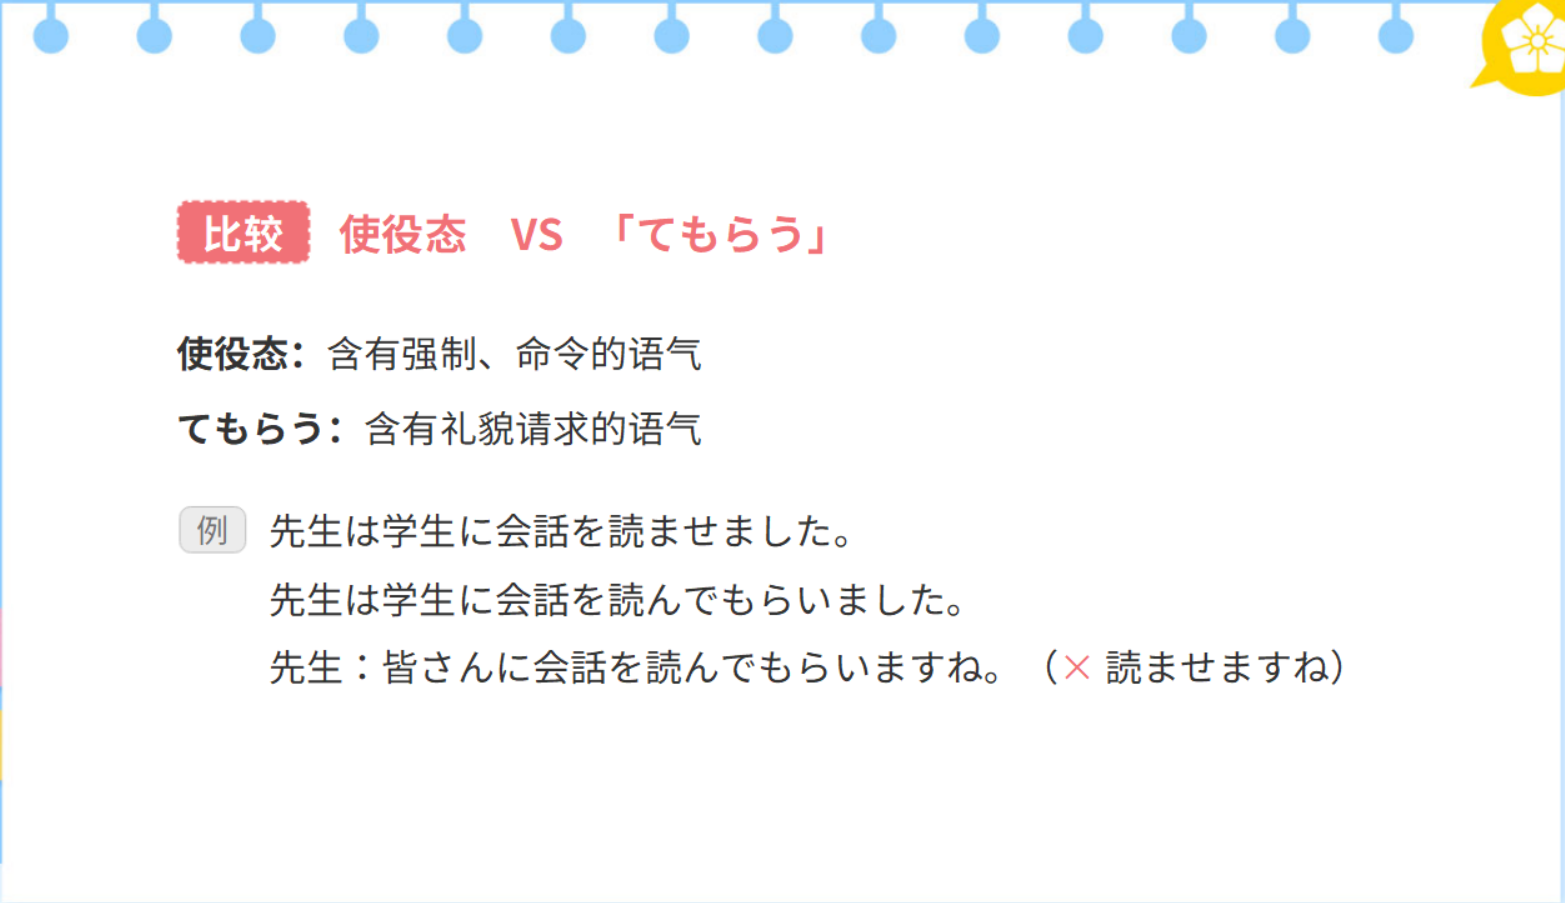 比较 使役态 VS 「てもらう」
使役态：含有强制、命令的语气
てもらう：含有礼貌请求的语气
例 先生は学生に会話を読ませました。
先生は学生に会話を読んでもらいました。
先生：皆さんに会話を読んでもらいますね。（× 読ませますね）